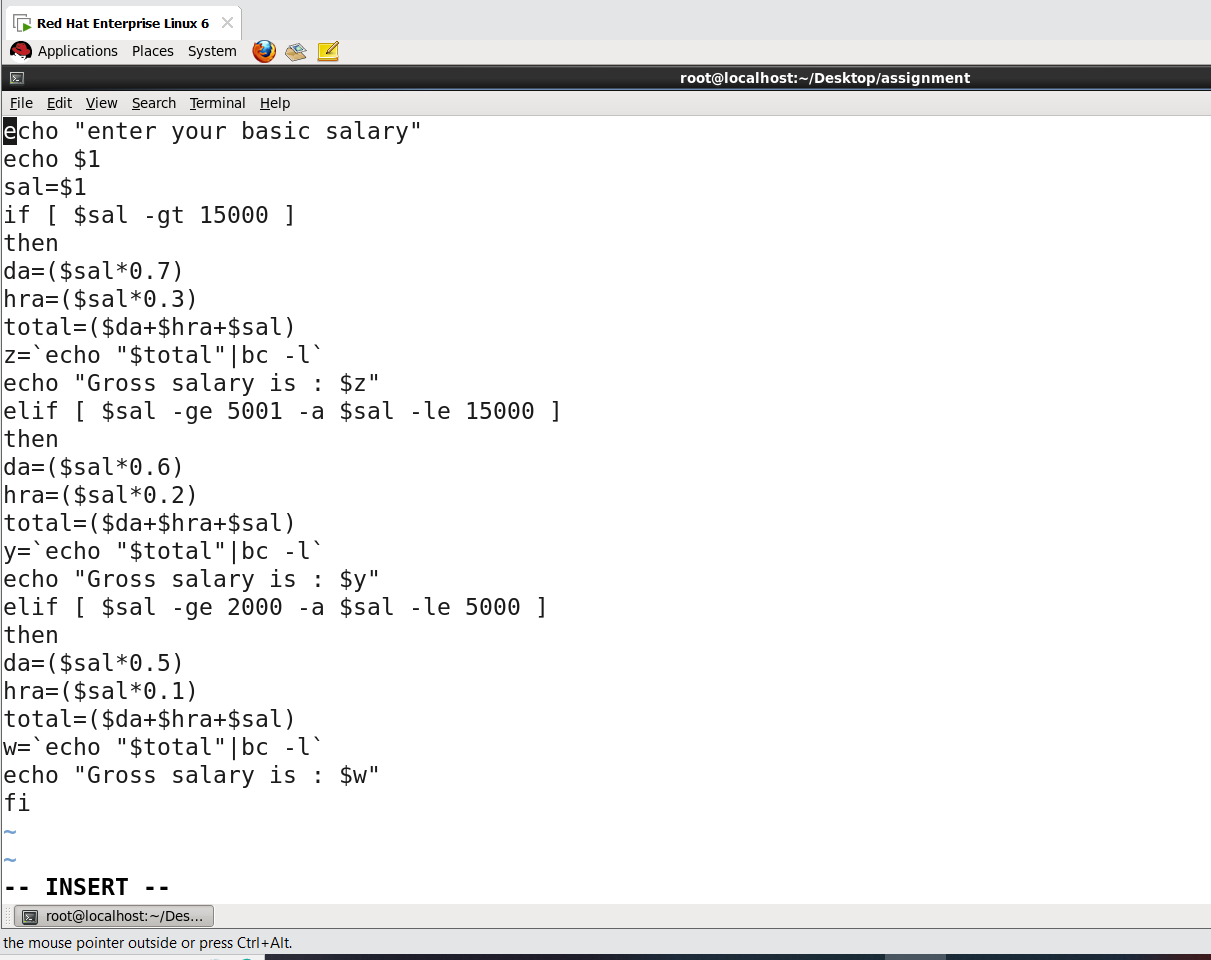 Red Hat Enterprise Linux 6
Applications Places System
root@localhost:~/Desktop/assignment
File Edit View Search Terminal Help
echo "enter your basic salary"
echo $1
sal=$1
if [ $sal -gt 15000 ]
then
da=($sal*0.7)
hra=($sal*0.3)
total=($da+$hra+$sal)
z=`echo "$total"|bc -l`
echo "Gross salary is : $z"
elif [ $sal -ge 5001 -a $sal -le 15000 ]
then
da=($sal*0.6)
hra=($sal*0.2)
total=($da+$hra+$sal)
y=`echo "$total"|bc -l`
echo "Gross salary is : $y"
elif [ $sal -ge 2000 -a $sal -le 5000 ]
then
da=($sal*0.5)
hra=($sal*0.1)
total=($da+$hra+$sal)
w=`echo "$total"|bc -l`
echo "Gross salary is : $w"
fi
~
~
-- INSERT --
root@localhost:~/Des...
the mouse pointer outside or press Ctrl+Alt.